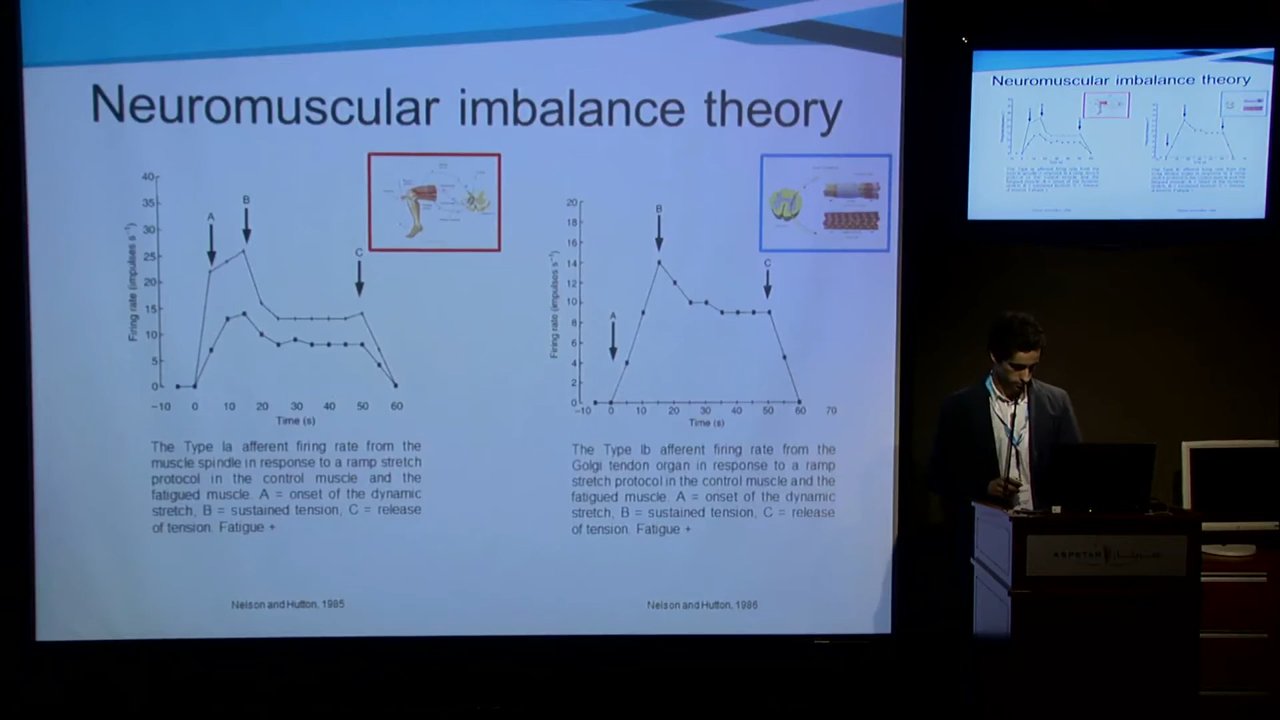 Neuromuscular imbalance theory
40
35
30
25
20
15
10
5
0
Firing rate (impulses s⁻¹)
A
B
C
−10 0 10 20 30 40 50 60
Time (s)
The Type Ia afferent firing rate from the
muscle spindle in response to a ramp stretch
protocol in the control muscle and the
fatigued muscle. A = onset of the dynamic
stretch, B = sustained tension, C = release
of tension. Fatigue +
Nelson and Hutton, 1985
20
18
16
14
12
10
8
6
4
2
0
Firing rate (impulses s⁻¹)
A
B
C
−10 0 10 20 30 40 50 60 70
Time (s)
The Type Ib afferent firing rate from the
Golgi tendon organ in response to a ramp
stretch protocol in the control muscle and the
fatigued muscle. A = onset of the dynamic
stretch, B = sustained tension, C = release
of tension. Fatigue +
Nelson and Hutton, 1986
Neuromuscular imbalance theory
ASPETAR